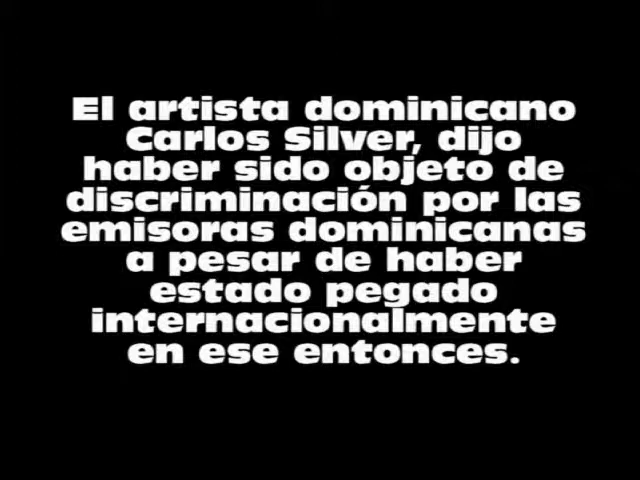 El artista dominicano
Carlos Silver, dijo
haber sido objeto de
discriminación por las
emisoras dominicanas
a pesar de haber
estado pegado
internacionalmente
en ese entonces.